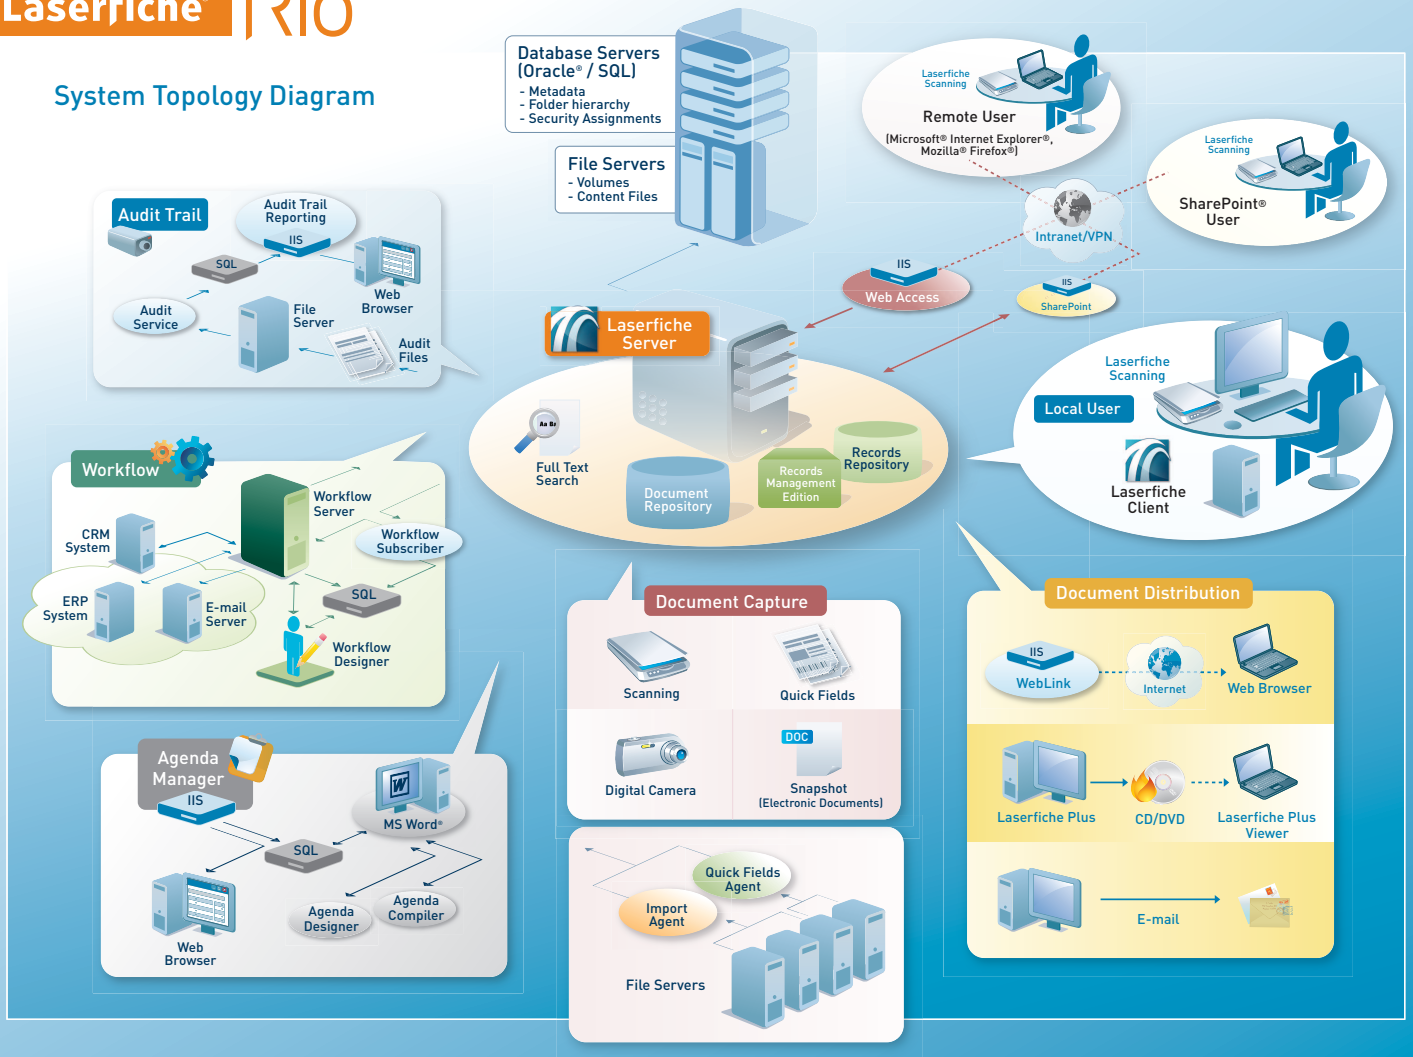 Laserfiche®
TRIO
System Topology Diagram
Database Servers
(Oracle® / SQL)
- Metadata
- Folder hierarchy
- Security Assignments
File Servers
- Volumes
- Content Files
Laserfiche
Scanning
Remote User
(Microsoft® Internet Explorer®,
Mozilla® Firefox®)
Laserfiche
Scanning
SharePoint®
User
Intranet/VPN
IIS
Web Access
IIS
SharePoint
Audit Trail
Audit Trail
Reporting
IIS
SQL
Web
Browser
Audit
Service
File
Server
Audit
Files
Laserfiche
Server
Aa Ba
Full Text
Search
Document
Repository
Records
Management
Edition
Records
Repository
Laserfiche
Scanning
Local User
Laserfiche
Client
Workflow
Workflow
Server
CRM
System
Workflow
Subscriber
SQL
ERP
System
E-mail
Server
Workflow
Designer
Document Capture
Scanning
Quick Fields
Digital Camera
DOC
Snapshot
(Electronic Documents)
Quick Fields
Agent
Import
Agent
File Servers
Document Distribution
IIS
WebLink
Internet
Web Browser
Laserfiche Plus
CD/DVD
Laserfiche Plus
Viewer
E-mail
Agenda
Manager
IIS
W
MS Word®
SQL
Agenda
Designer
Agenda
Compiler
Web
Browser